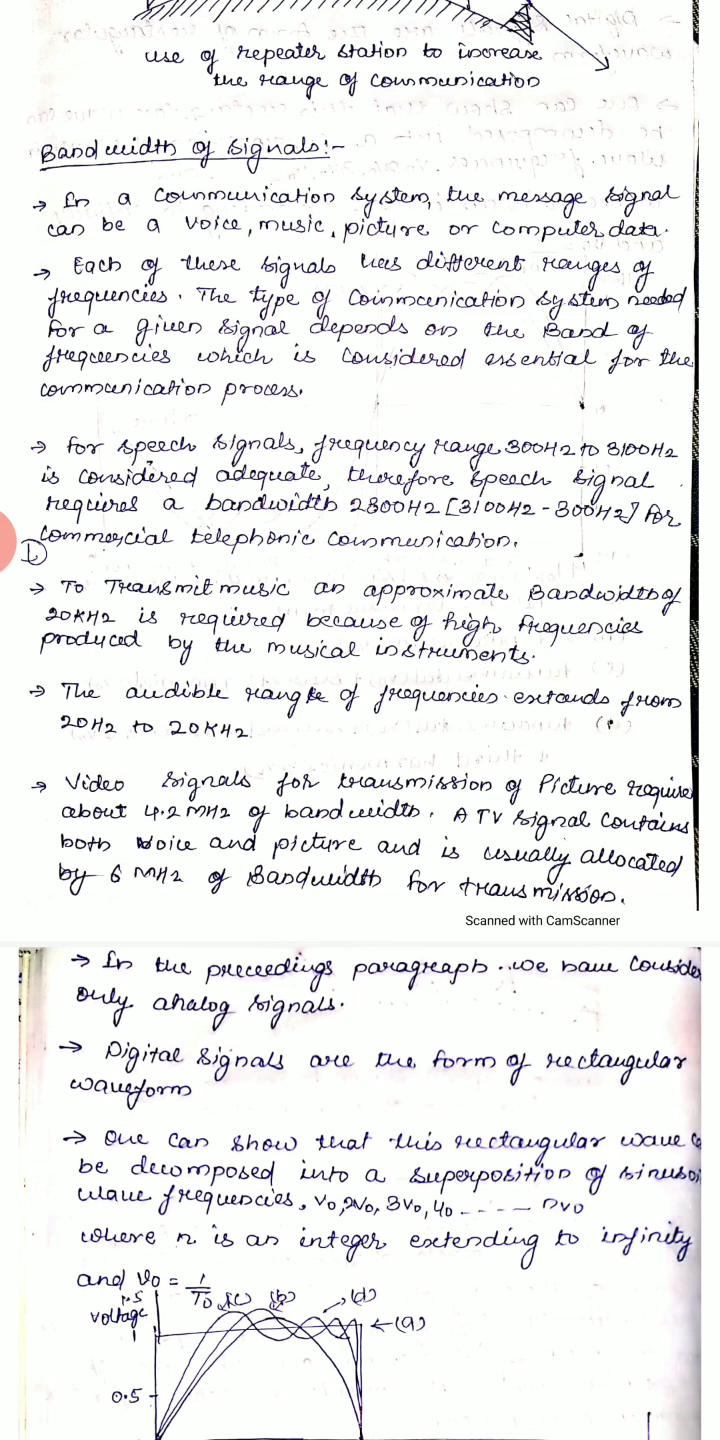 use of repeater station to increase
the range of communication
Bandwidth of signals:-
→ In a communication system, the message signal
can be a voice, music, picture or computer data.
→ Each of these signals has different ranges of
frequencies. The type of communication system needed
for a given signal depends on the Band of
frequencies which is considered essential for the
communication process.
→ for speech signals, frequency range 300Hz to 3100Hz
is considered adequate, therefore speech signal
requires a bandwidth 2800Hz [3100Hz - 300Hz] for
commercial telephonic communication.
→ To Transmit music an approximate Bandwidth of
20KHz is required because of high frequencies
produced by the musical instruments.
→ The audible range of frequencies extends from
20Hz to 20KHz
→ Video signals for transmission of Picture require
about 4.2 MHz of bandwidth. A TV signal contains
both voice and picture and is usually allocated
by 6 MHz of Bandwidth for transmission.
Scanned with CamScanner
→ In the preceedings paragraph we have conside
only analog signals.
→ Digital signals are the form of rectangular
waveform
→ One can show that this rectangular wave c
be decomposed into a superposition of sinusoi
wave frequencies, ν0, 2ν0, 3ν0, 40 - - - - nν0
where n is an integer extending to infinity
and ν0 = 1/T0
1.5 (c) (b) (d)
voltage
1 ←(a)
0.5